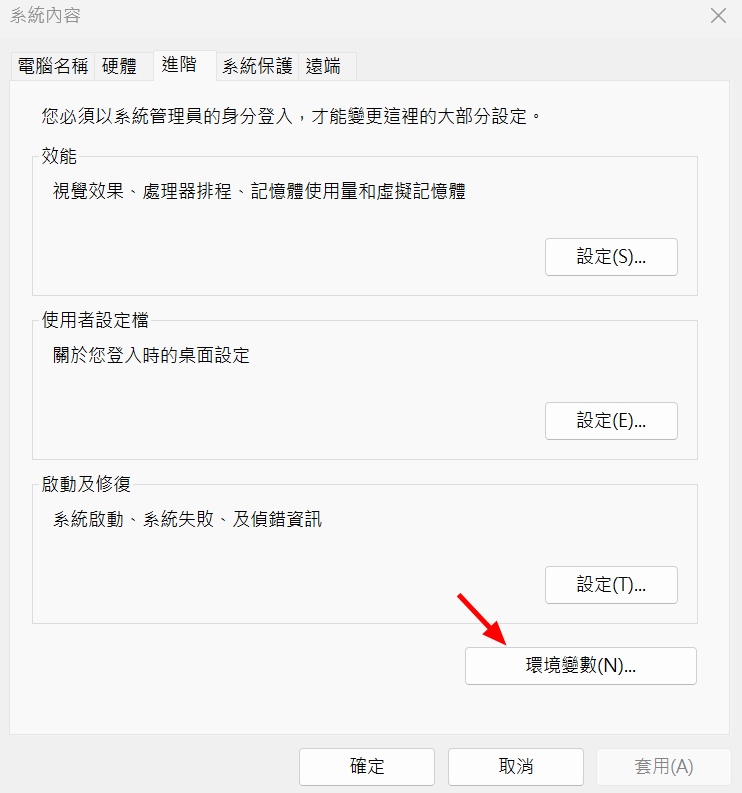 系統內容
電腦名稱 硬體 進階 系統保護 遠端
您必須以系統管理員的身分登入，才能變更這裡的大部分設定。
效能
視覺效果、處理器排程、記憶體使用量和虛擬記憶體
設定(S)...
使用者設定檔
關於您登入時的桌面設定
設定(E)...
啟動及修復
系統啟動、系統失敗、及偵錯資訊
設定(T)...
環境變數(N)...
確定 取消 套用(A)